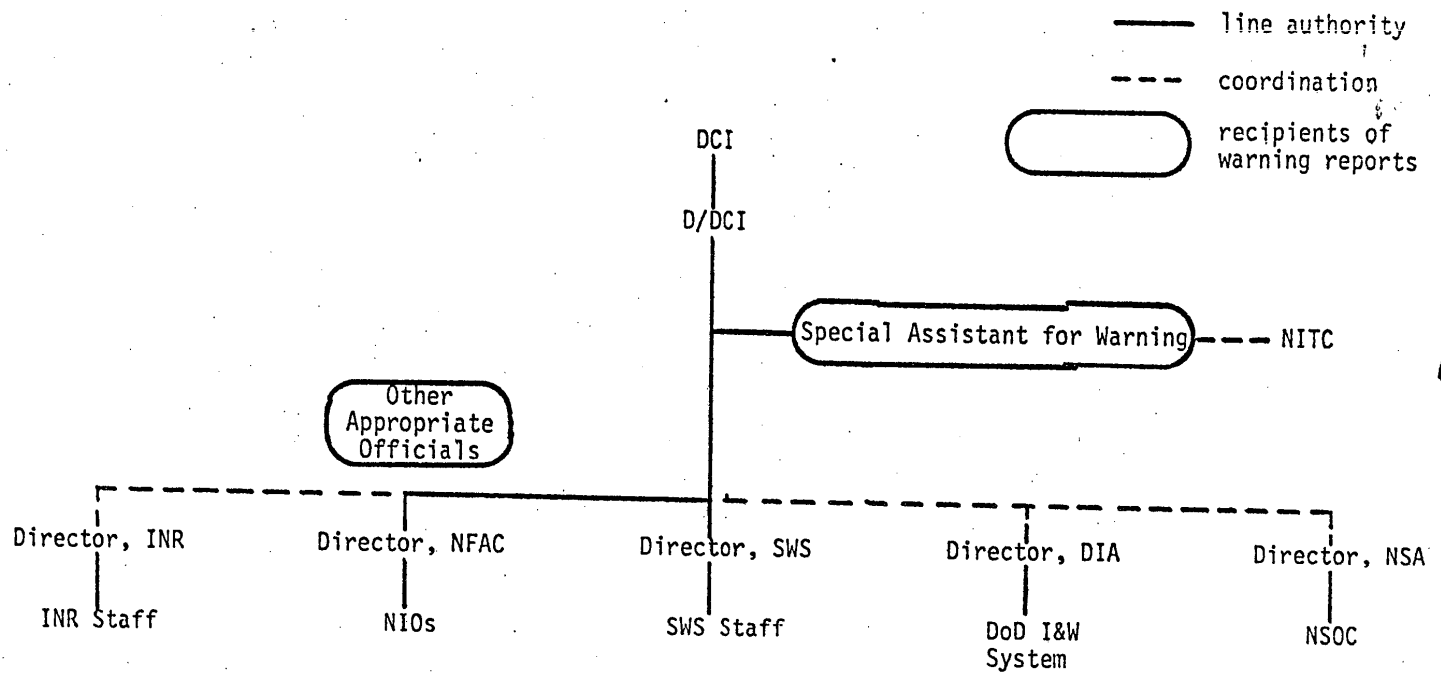 line authority
coordination
recipients of
warning reports
DCI
D/DCI
Special Assistant for Warning
NITC
Other
Appropriate
Officials
Director, INR
Director, NFAC
Director, SWS
Director, DIA
Director, NSA
INR Staff
NIOs
SWS Staff
DoD I&W
System
NSOC